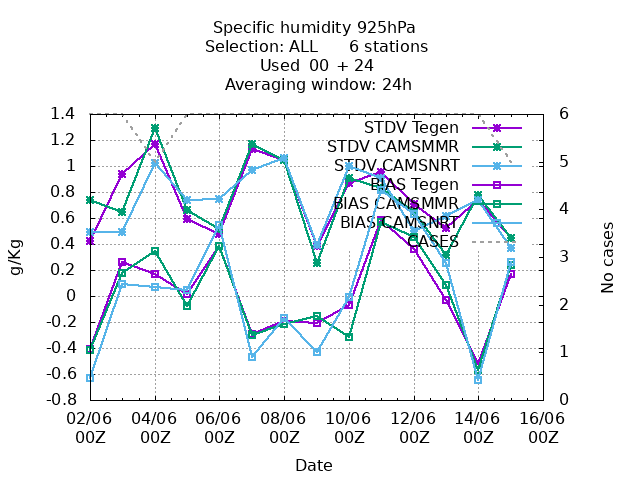 Specific humidity 925hPa
Selection: ALL 6 stations
Used 00 + 24
Averaging window: 24h
1.4
1.2
1
0.8
0.6
0.4
0.2
0
-0.2
-0.4
-0.6
-0.8
g/Kg
6
5
4
3
2
1
0
No cases
STDV Tegen
STDV CAMSMMR
STDV CAMSNRT
BIAS Tegen
BIAS CAMSMMR
BIAS CAMSNRT
CASES
02/06 04/06 06/06 08/06 10/06 12/06 14/06 16/06
00Z 00Z 00Z 00Z 00Z 00Z 00Z 00Z
Date